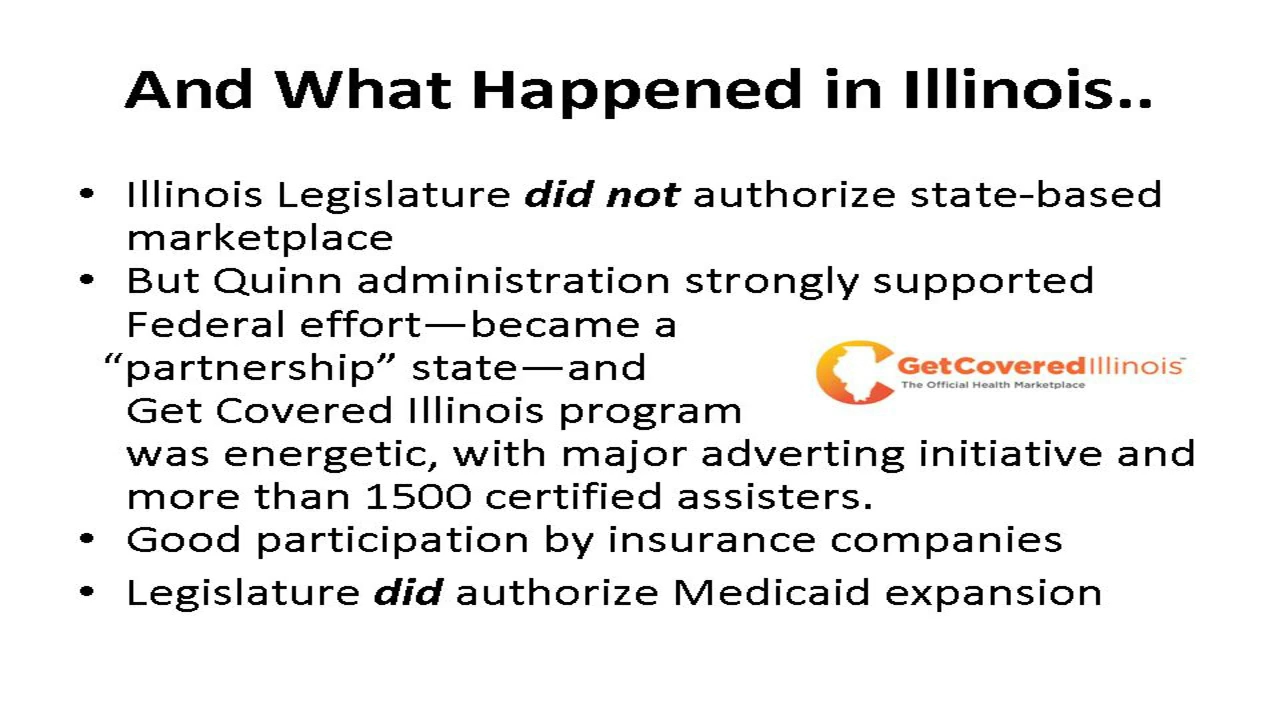 And What Happened in Illinois..
• Illinois Legislature did not authorize state-based
marketplace
• But Quinn administration strongly supported
Federal effort—became a
“partnership” state—and
GetCoveredIllinois™
The Official Health Marketplace
Get Covered Illinois program
was energetic, with major adverting initiative and
more than 1500 certified assisters.
• Good participation by insurance companies
• Legislature did authorize Medicaid expansion